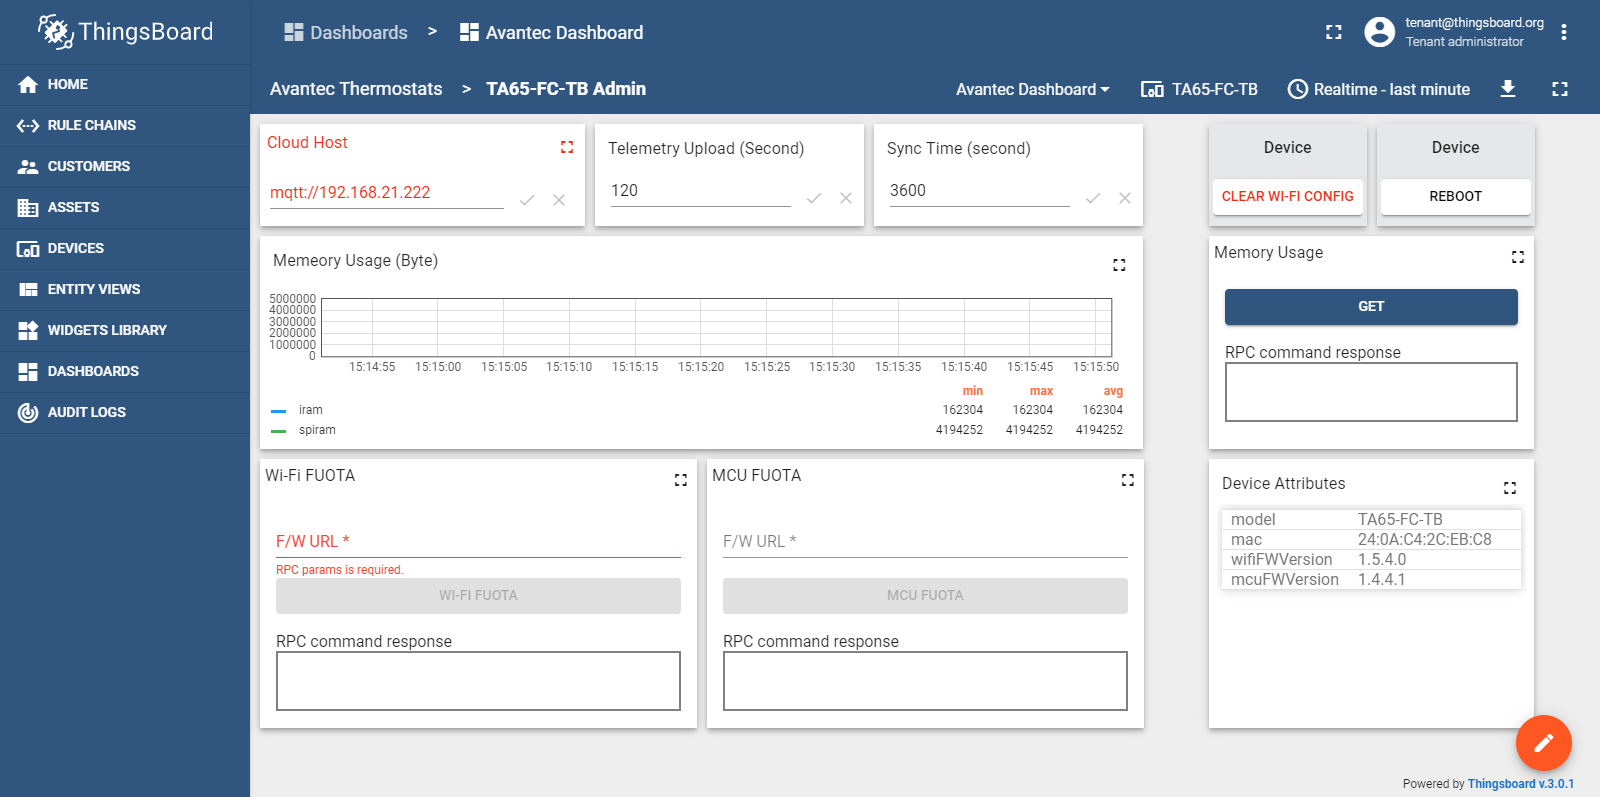 ThingsBoard
Dashboards > Avantec Dashboard
tenant@thingsboard.org
Tenant administrator
HOME
RULE CHAINS
CUSTOMERS
ASSETS
DEVICES
ENTITY VIEWS
WIDGETS LIBRARY
DASHBOARDS
AUDIT LOGS
Avantec Thermostats > TA65-FC-TB Admin
Avantec Dashboard
TA65-FC-TB
Realtime - last minute
Cloud Host
mqtt://192.168.21.222
Telemetry Upload (Second)
120
Sync Time (second)
3600
Device
CLEAR WI-FI CONFIG
Device
REBOOT
Memeory Usage (Byte)
5000000
4000000
3000000
2000000
1000000
0
15:14:55 15:15:00 15:15:05 15:15:10 15:15:15 15:15:20 15:15:25 15:15:30 15:15:35 15:15:40 15:15:45 15:15:50
min max avg
iram 162304 162304 162304
spiram 4194252 4194252 4194252
Memory Usage
GET
RPC command response
Wi-Fi FUOTA
F/W URL *
RPC params is required.
WI-FI FUOTA
RPC command response
MCU FUOTA
F/W URL *
MCU FUOTA
RPC command response
Device Attributes
model TA65-FC-TB
mac 24:0A:C4:2C:EB:C8
wifiFWVersion 1.5.4.0
mcuFWVersion 1.4.4.1
Powered by Thingsboard v.3.0.1